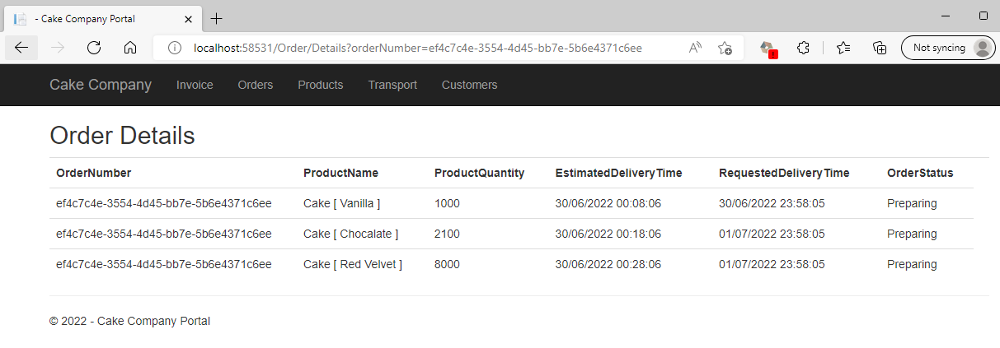 - Cake Company Portal
localhost:58531/Order/Details?orderNumber=ef4c7c4e-3554-4d45-bb7e-5b6e4371c6ee
Not syncing
Cake Company Invoice Orders Products Transport Customers
Order Details
OrderNumber ProductName ProductQuantity EstimatedDeliveryTime RequestedDeliveryTime OrderStatus
ef4c7c4e-3554-4d45-bb7e-5b6e4371c6ee Cake [ Vanilla ] 1000 30/06/2022 00:08:06 30/06/2022 23:58:05 Preparing
ef4c7c4e-3554-4d45-bb7e-5b6e4371c6ee Cake [ Chocalate ] 2100 30/06/2022 00:18:06 01/07/2022 23:58:05 Preparing
ef4c7c4e-3554-4d45-bb7e-5b6e4371c6ee Cake [ Red Velvet ] 8000 30/06/2022 00:28:06 01/07/2022 23:58:05 Preparing
© 2022 - Cake Company Portal